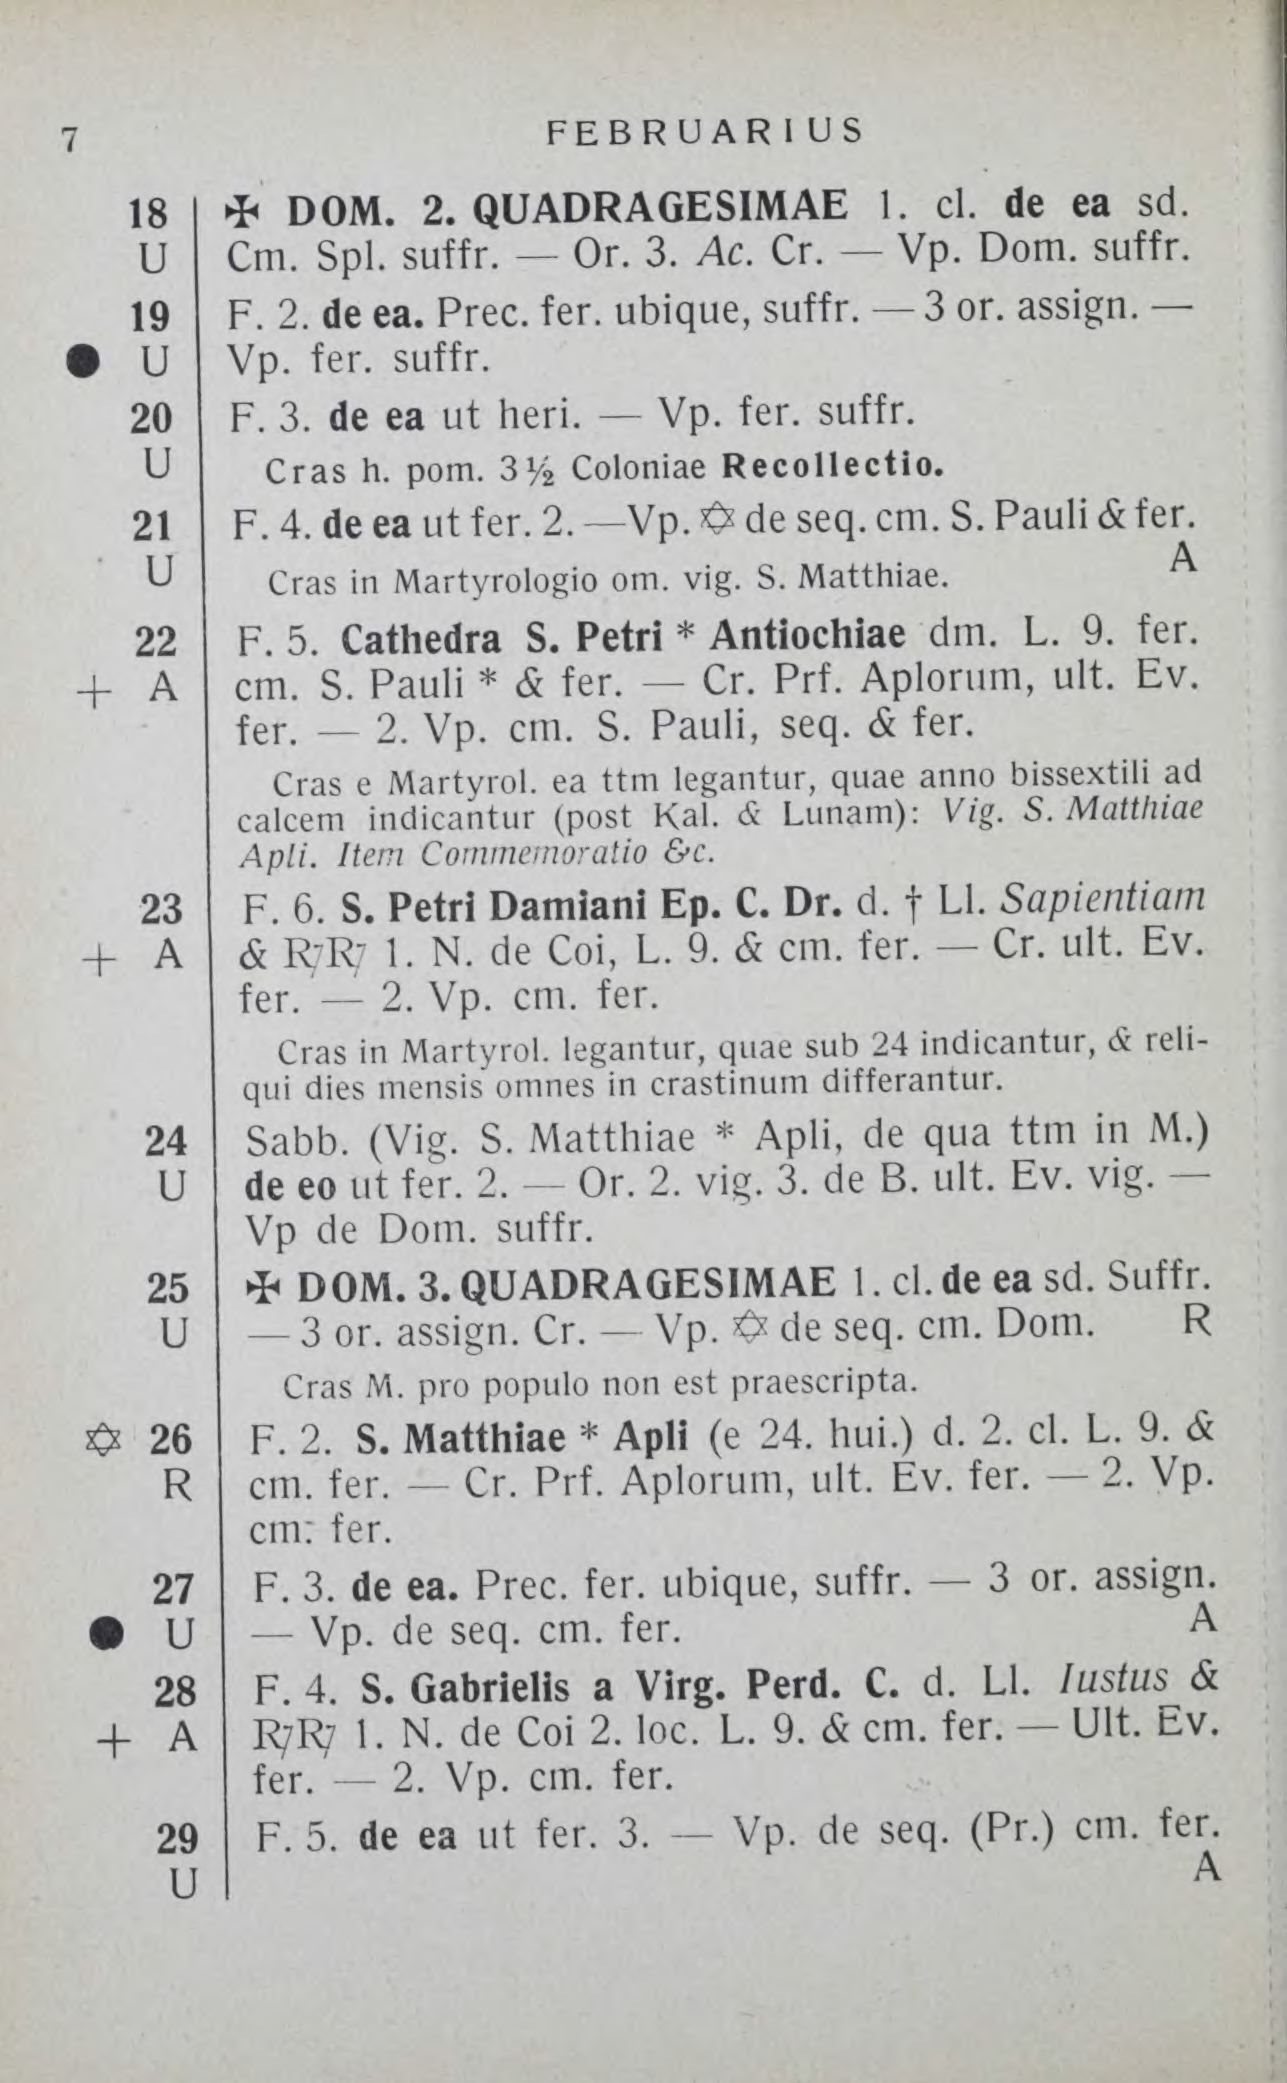 7 FEBRUARIUS
18 ✠ DOM. 2. QUADRAGESIMAE 1. cl. de ea sd.
U Cm. Spl. suffr. — Or. 3. Ac. Cr. — Vp. Dom. suffr.
19 F. 2. de ea. Prec. fer. ubique, suffr. — 3 or. assign. —
● U Vp. fer. suffr.
20 F. 3. de ea ut heri. — Vp. fer. suffr.
U Cras h. pom. 3½ Coloniae Recollectio.
21 F. 4. de ea ut fer. 2. —Vp. ✡ de seq. cm. S. Pauli & fer.
A
U Cras in Martyrologio om. vig. S. Matthiae.
22 F. 5. Cathedra S. Petri * Antiochiae dm. L. 9. fer.
+ A cm. S. Pauli * & fer. — Cr. Prf. Aplorum, ult. Ev.
fer. — 2. Vp. cm. S. Pauli, seq. & fer.
Cras e Martyrol. ea ttm legantur, quae anno bissextili ad
calcem indicantur (post Kal. & Lunam): Vig. S. Matthiae
Apli. Item Commemoratio &c.
23 F. 6. S. Petri Damiani Ep. C. Dr. d. † Ll. Sapientiam
+ A & ℟℟ 1. N. de Coi, L. 9. & cm. fer. — Cr. ult. Ev.
fer. — 2. Vp. cm. fer.
Cras in Martyrol. legantur, quae sub 24 indicantur, & reli-
qui dies mensis omnes in crastinum differantur.
24 Sabb. (Vig. S. Matthiae * Apli, de qua ttm in M.)
U de eo ut fer. 2. — Or. 2. vig. 3. de B. ult. Ev. vig. —
Vp de Dom. suffr.
25 ✠ DOM. 3. QUADRAGESIMAE 1. cl. de ea sd. Suffr.
U — 3 or. assign. Cr. — Vp. ✡ de seq. cm. Dom. R
Cras M. pro populo non est praescripta.
✡ 26 F. 2. S. Matthiae * Apli (e 24. hui.) d. 2. cl. L. 9. &
R cm. fer. — Cr. Prf. Aplorum, ult. Ev. fer. — 2. Vp.
cm: fer.
27 F. 3. de ea. Prec. fer. ubique, suffr. — 3 or. assign.
● U — Vp. de seq. cm. fer. A
28 F. 4. S. Gabrielis a Virg. Perd. C. d. Ll. Iustus &
+ A ℟℟ 1. N. de Coi 2. loc. L. 9. & cm. fer. — Ult. Ev.
fer. — 2. Vp. cm. fer.
29 F. 5. de ea ut fer. 3. — Vp. de seq. (Pr.) cm. fer.
U A